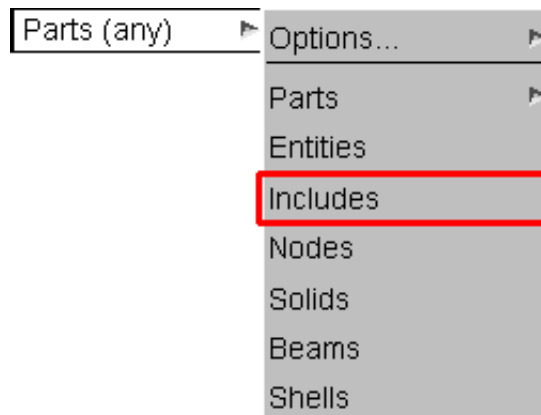 Parts (any)
Options...
Parts
Entities
Includes
Nodes
Solids
Beams
Shells